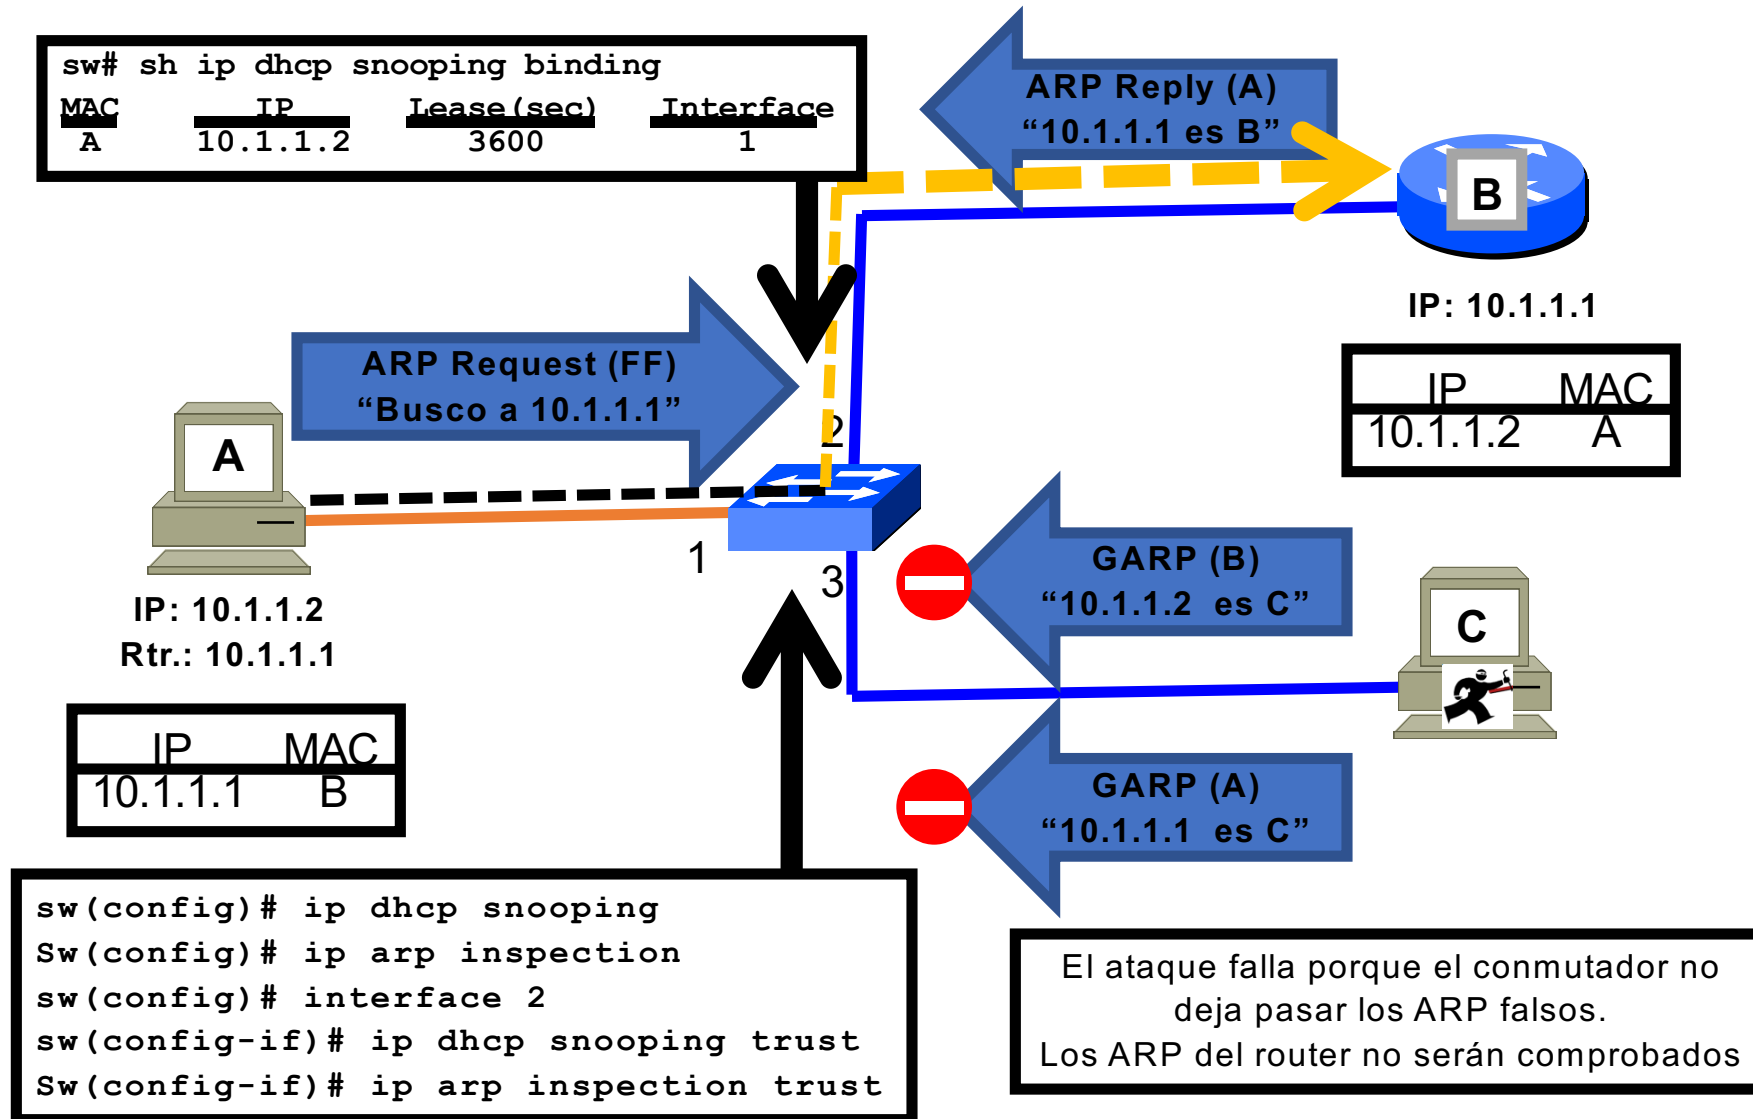 sw# sh ip dhcp snooping binding
MAC IP Lease(sec) Interface
A 10.1.1.2 3600 1
ARP Reply (A)
“10.1.1.1 es B”
B
IP: 10.1.1.1
IP MAC
10.1.1.2 A
ARP Request (FF)
“Busco a 10.1.1.1”
2
A
1
3
IP: 10.1.1.2
Rtr.: 10.1.1.1
IP MAC
10.1.1.1 B
GARP (B)
“10.1.1.2 es C”
C
GARP (A)
“10.1.1.1 es C”
sw(config)# ip dhcp snooping
Sw(config)# ip arp inspection
sw(config)# interface 2
sw(config-if)# ip dhcp snooping trust
Sw(config-if)# ip arp inspection trust
El ataque falla porque el conmutador no
deja pasar los ARP falsos.
Los ARP del router no serán comprobados